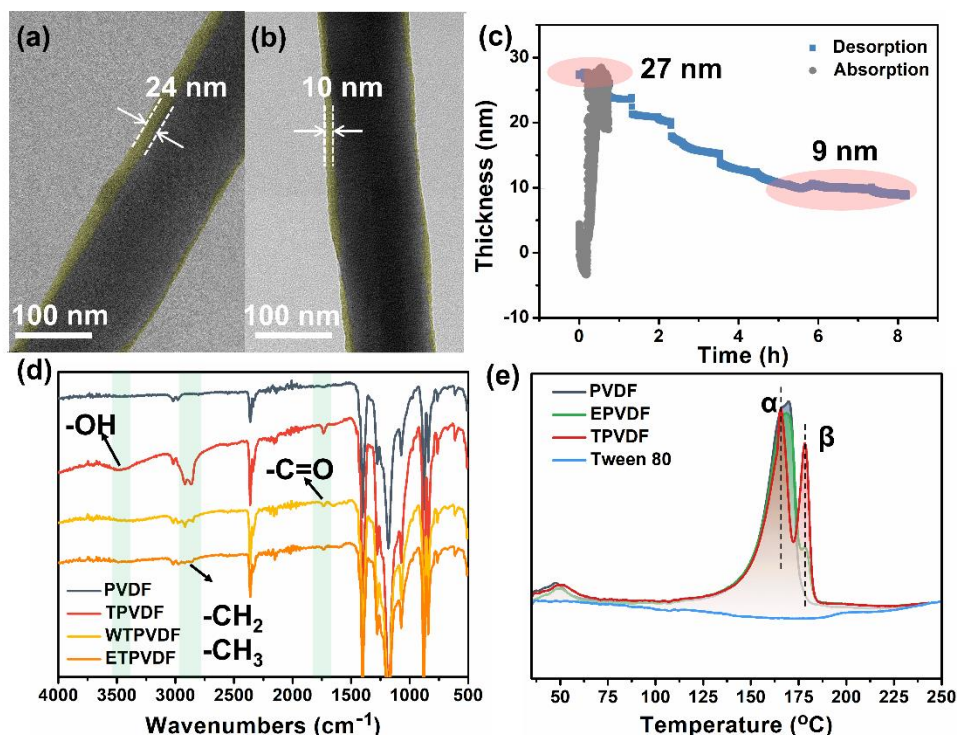 (a)
24 nm
100 nm
(b)
10 nm
100 nm
(c)
Thickness (nm)
40
30
20
10
0
-10
27 nm
9 nm
Desorption
Absorption
0 2 4 6 8
Time (h)
(d)
-OH
-C=O
-CH₂
-CH₃
PVDF
TPVDF
WTPVDF
ETPVDF
4000 3500 3000 2500 2000 1500 1000 500
Wavenumbers (cm⁻¹)
(e)
PVDF
EPVDF
TPVDF
Tween 80
α
β
50 75 100 125 150 175 200 225 250
Temperature (°C)